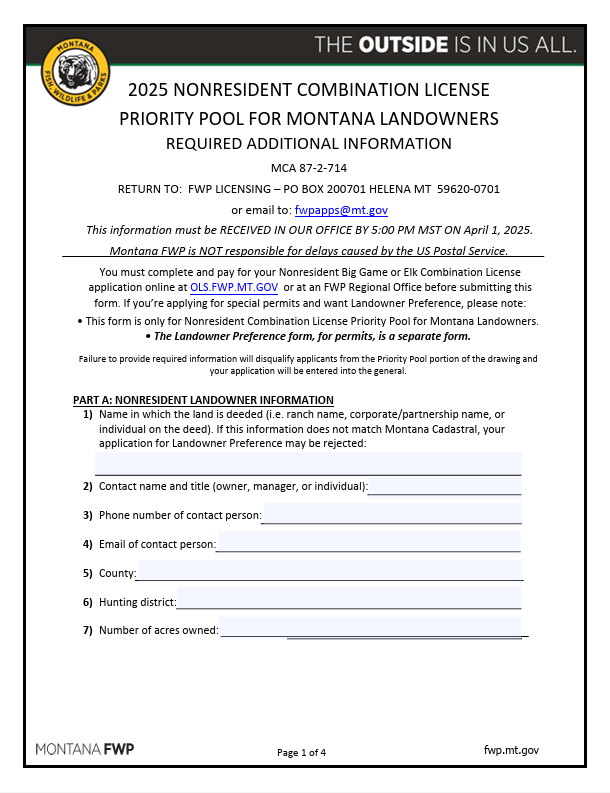 THE OUTSIDE IS IN US ALL.
MONTANA
FISH, WILDLIFE & PARKS
2025 NONRESIDENT COMBINATION LICENSE
PRIORITY POOL FOR MONTANA LANDOWNERS
REQUIRED ADDITIONAL INFORMATION
MCA 87-2-714
RETURN TO: FWP LICENSING – PO BOX 200701 HELENA MT 59620-0701
or email to: fwpapps@mt.gov
This information must be RECEIVED IN OUR OFFICE BY 5:00 PM MST ON April 1, 2025.
Montana FWP is NOT responsible for delays caused by the US Postal Service.
You must complete and pay for your Nonresident Big Game or Elk Combination License
application online at OLS.FWP.MT.GOV or at an FWP Regional Office before submitting this
form. If you're applying for special permits and want Landowner Preference, please note:
• This form is only for Nonresident Combination License Priority Pool for Montana Landowners.
• The Landowner Preference form, for permits, is a separate form.
Failure to provide required information will disqualify applicants from the Priority Pool portion of the drawing and
your application will be entered into the general.
PART A: NONRESIDENT LANDOWNER INFORMATION
1) Name in which the land is deeded (i.e. ranch name, corporate/partnership name, or
individual on the deed). If this information does not match Montana Cadastral, your
application for Landowner Preference may be rejected:
2) Contact name and title (owner, manager, or individual):
3) Phone number of contact person:
4) Email of contact person:
5) County:
6) Hunting district:
7) Number of acres owned:
MONTANA FWP
Page 1 of 4
fwp.mt.gov